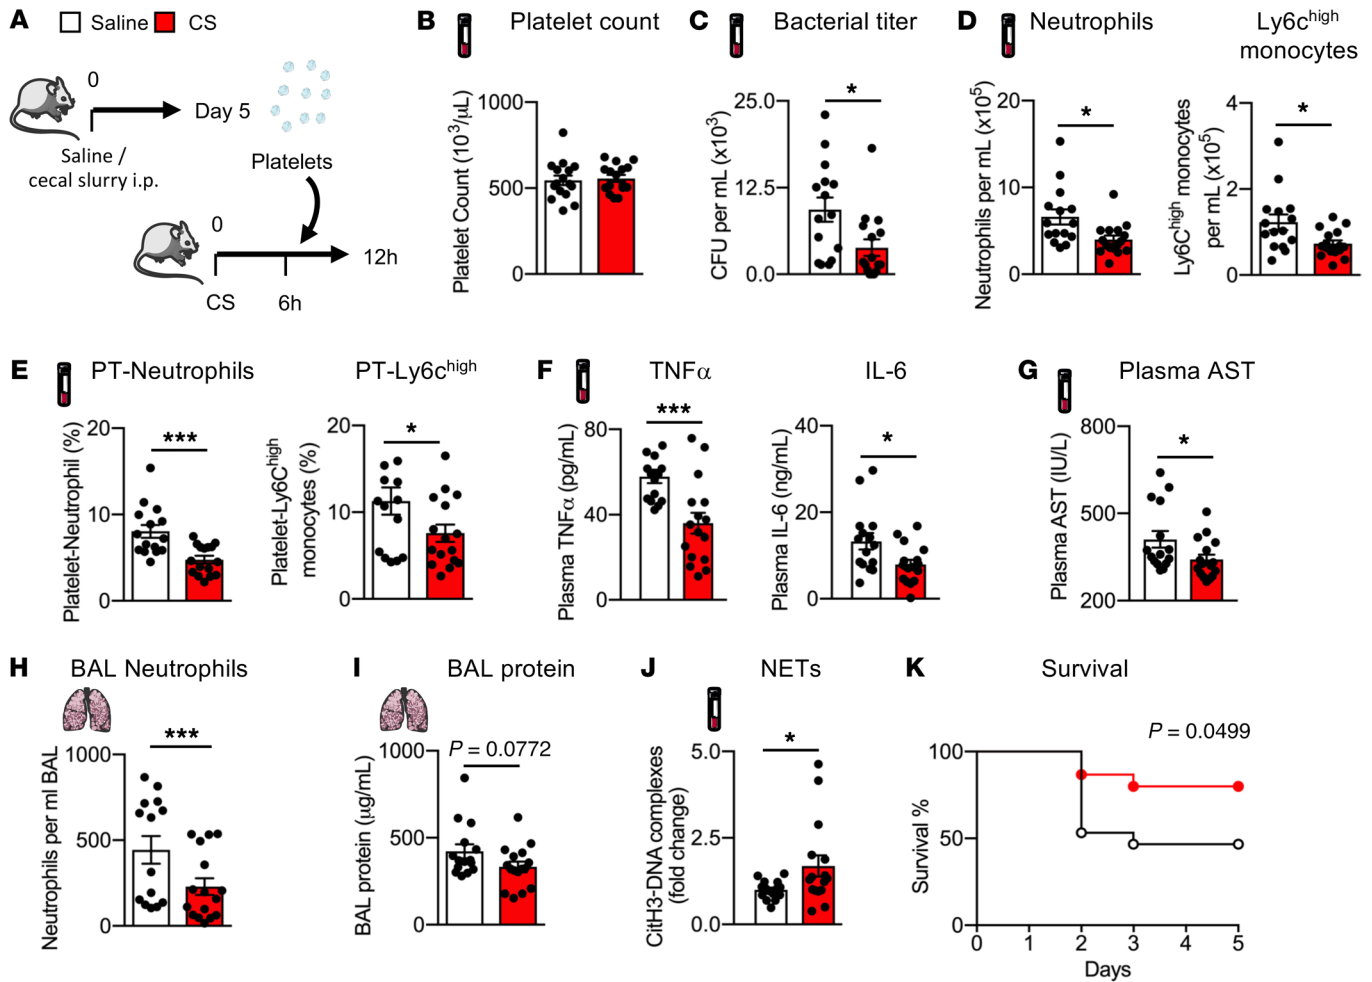 A
Saline
CS
0
Day 5
Saline /
cecal slurry i.p.
Platelets
0
12h
CS
6h
B
Platelet count
Platelet Count (10³/μL)
1000
500
0
C
Bacterial titer
CFU per mL (x10³)
25.0
12.5
0.0
*
D
Neutrophils
Neutrophils per mL (x10⁵)
20
10
0
*
Ly6c^high
monocytes
Ly6C^high monocytes
per mL (x10⁵)
4
2
0
*
E
PT-Neutrophils
Platelet-Neutrophil (%)
20
10
0
***
PT-Ly6c^high
Platelet-Ly6C^high
monocytes (%)
20
10
0
*
F
TNFα
Plasma TNFα (pg/mL)
80
40
0
***
IL-6
Plasma IL-6 (ng/mL)
40
20
0
*
G
Plasma AST
Plasma AST (IU/L)
800
500
200
*
H
BAL Neutrophils
Neutrophils per ml BAL
1000
500
0
***
I
BAL protein
BAL protein (μg/mL)
1000
500
0
P = 0.0772
J
NETs
CitH3-DNA complexes
(fold change)
5.0
2.5
0.0
*
K
Survival
P = 0.0499
Survival %
100
50
0
0 1 2 3 4 5
Days